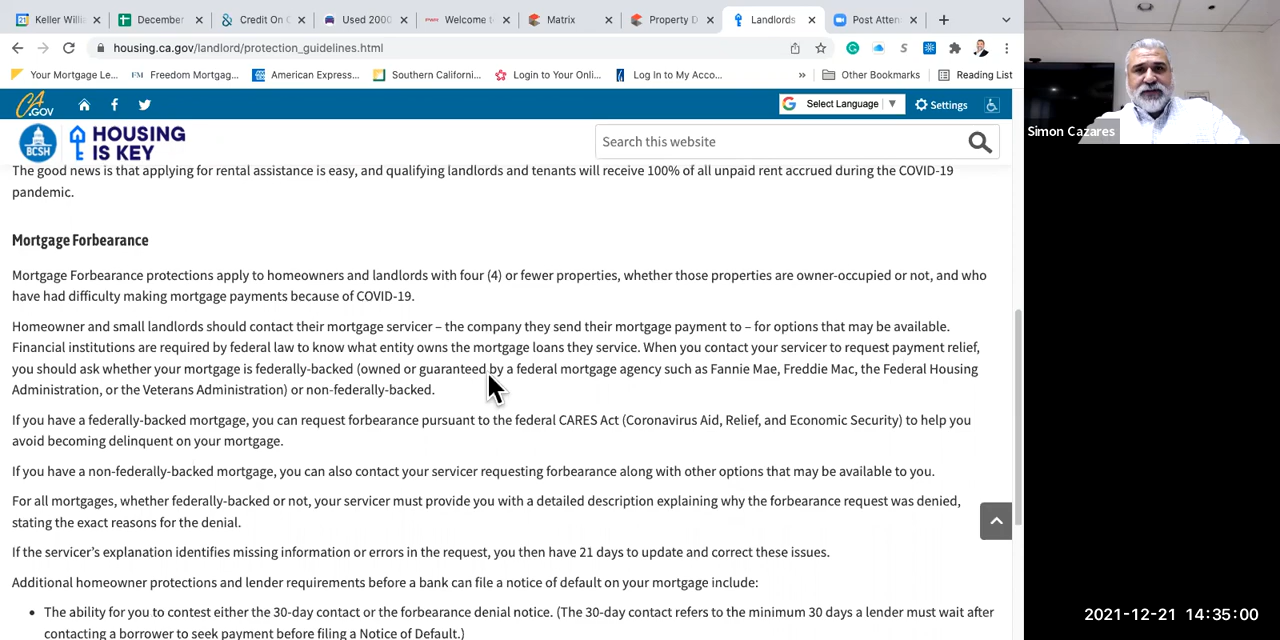 Keller Willi
December
Credit On
Used 200
Welcome t
Matrix
Property D
Landlords
Post Atten
housing.ca.gov/landlord/protection_guidelines.html
Your Mortgage Le...
Freedom Mortgag...
American Express...
Southern Californi...
Login to Your Onli...
Log In to My Acco...
»
Other Bookmarks
Reading List
CA.GOV
Select Language
Settings
BCSH
HOUSING
IS KEY
Search this website
Simon Cazares
The good news is that applying for rental assistance is easy, and qualifying landlords and tenants will receive 100% of all unpaid rent accrued during the COVID-19
pandemic.
Mortgage Forbearance
Mortgage Forbearance protections apply to homeowners and landlords with four (4) or fewer properties, whether those properties are owner-occupied or not, and who
have had difficulty making mortgage payments because of COVID-19.
Homeowner and small landlords should contact their mortgage servicer – the company they send their mortgage payment to – for options that may be available.
Financial institutions are required by federal law to know what entity owns the mortgage loans they service. When you contact your servicer to request payment relief,
you should ask whether your mortgage is federally-backed (owned or guaranteed by a federal mortgage agency such as Fannie Mae, Freddie Mac, the Federal Housing
Administration, or the Veterans Administration) or non-federally-backed.
If you have a federally-backed mortgage, you can request forbearance pursuant to the federal CARES Act (Coronavirus Aid, Relief, and Economic Security) to help you
avoid becoming delinquent on your mortgage.
If you have a non-federally-backed mortgage, you can also contact your servicer requesting forbearance along with other options that may be available to you.
For all mortgages, whether federally-backed or not, your servicer must provide you with a detailed description explaining why the forbearance request was denied,
stating the exact reasons for the denial.
If the servicer's explanation identifies missing information or errors in the request, you then have 21 days to update and correct these issues.
Additional homeowner protections and lender requirements before a bank can file a notice of default on your mortgage include:
• The ability for you to contest either the 30-day contact or the forbearance denial notice. (The 30-day contact refers to the minimum 30 days a lender must wait after
contacting a borrower to seek payment before filing a Notice of Default.)
2021-12-21 14:35:00